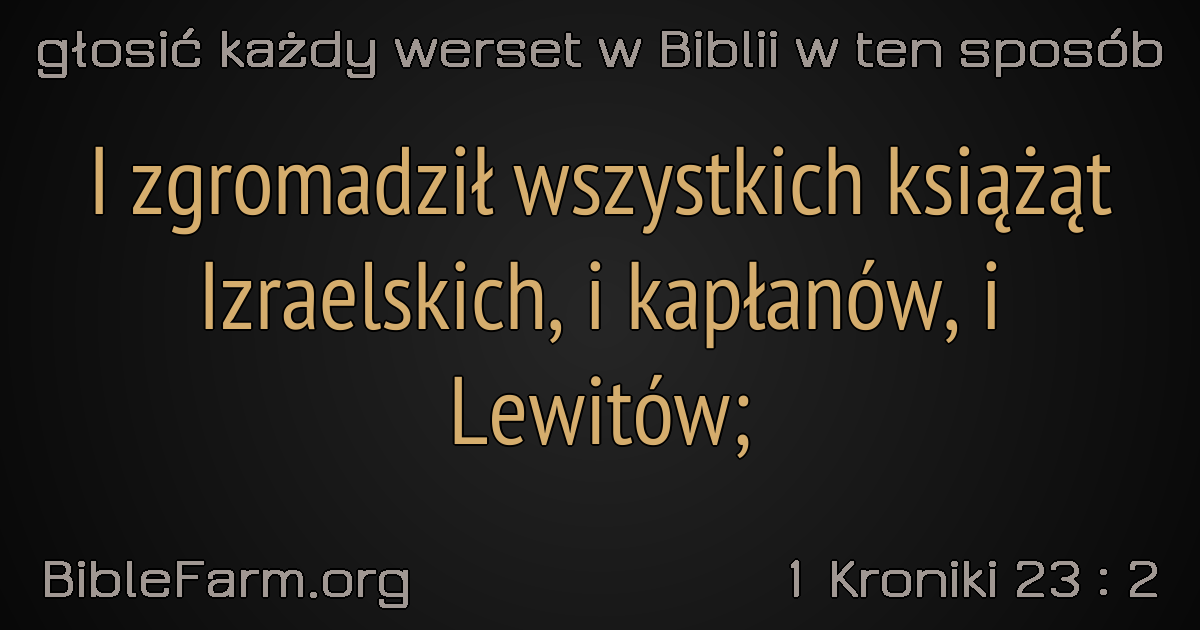 głosić każdy werset w Biblii w ten sposób
I zgromadził wszystkich książąt
Izraelskich, i kapłanów, i
Lewitów;
BibleFarm.org
1 Kroniki 23 : 2